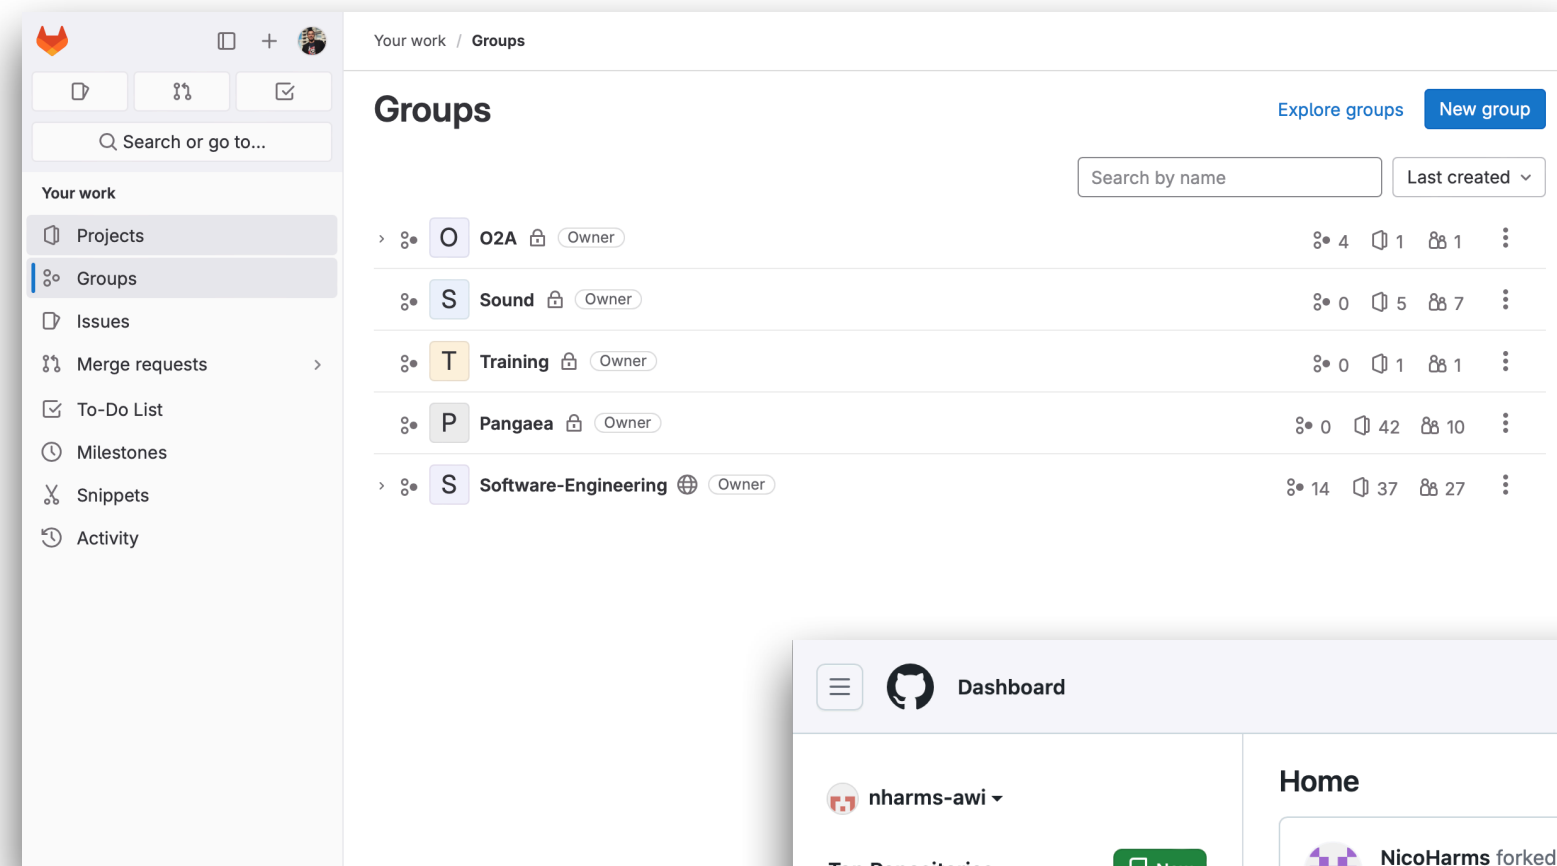 Your work / Groups
Groups
Explore groups
New group
Search or go to...
Search by name
Last created
Your work
Projects
Groups
Issues
Merge requests
To-Do List
Milestones
Snippets
Activity
O O2A Owner 4 1 1
S Sound Owner 0 5 7
T Training Owner 0 1 1
P Pangaea Owner 0 42 10
S Software-Engineering Owner 14 37 27
Dashboard
nharms-awi
Home
NicoHarms forked